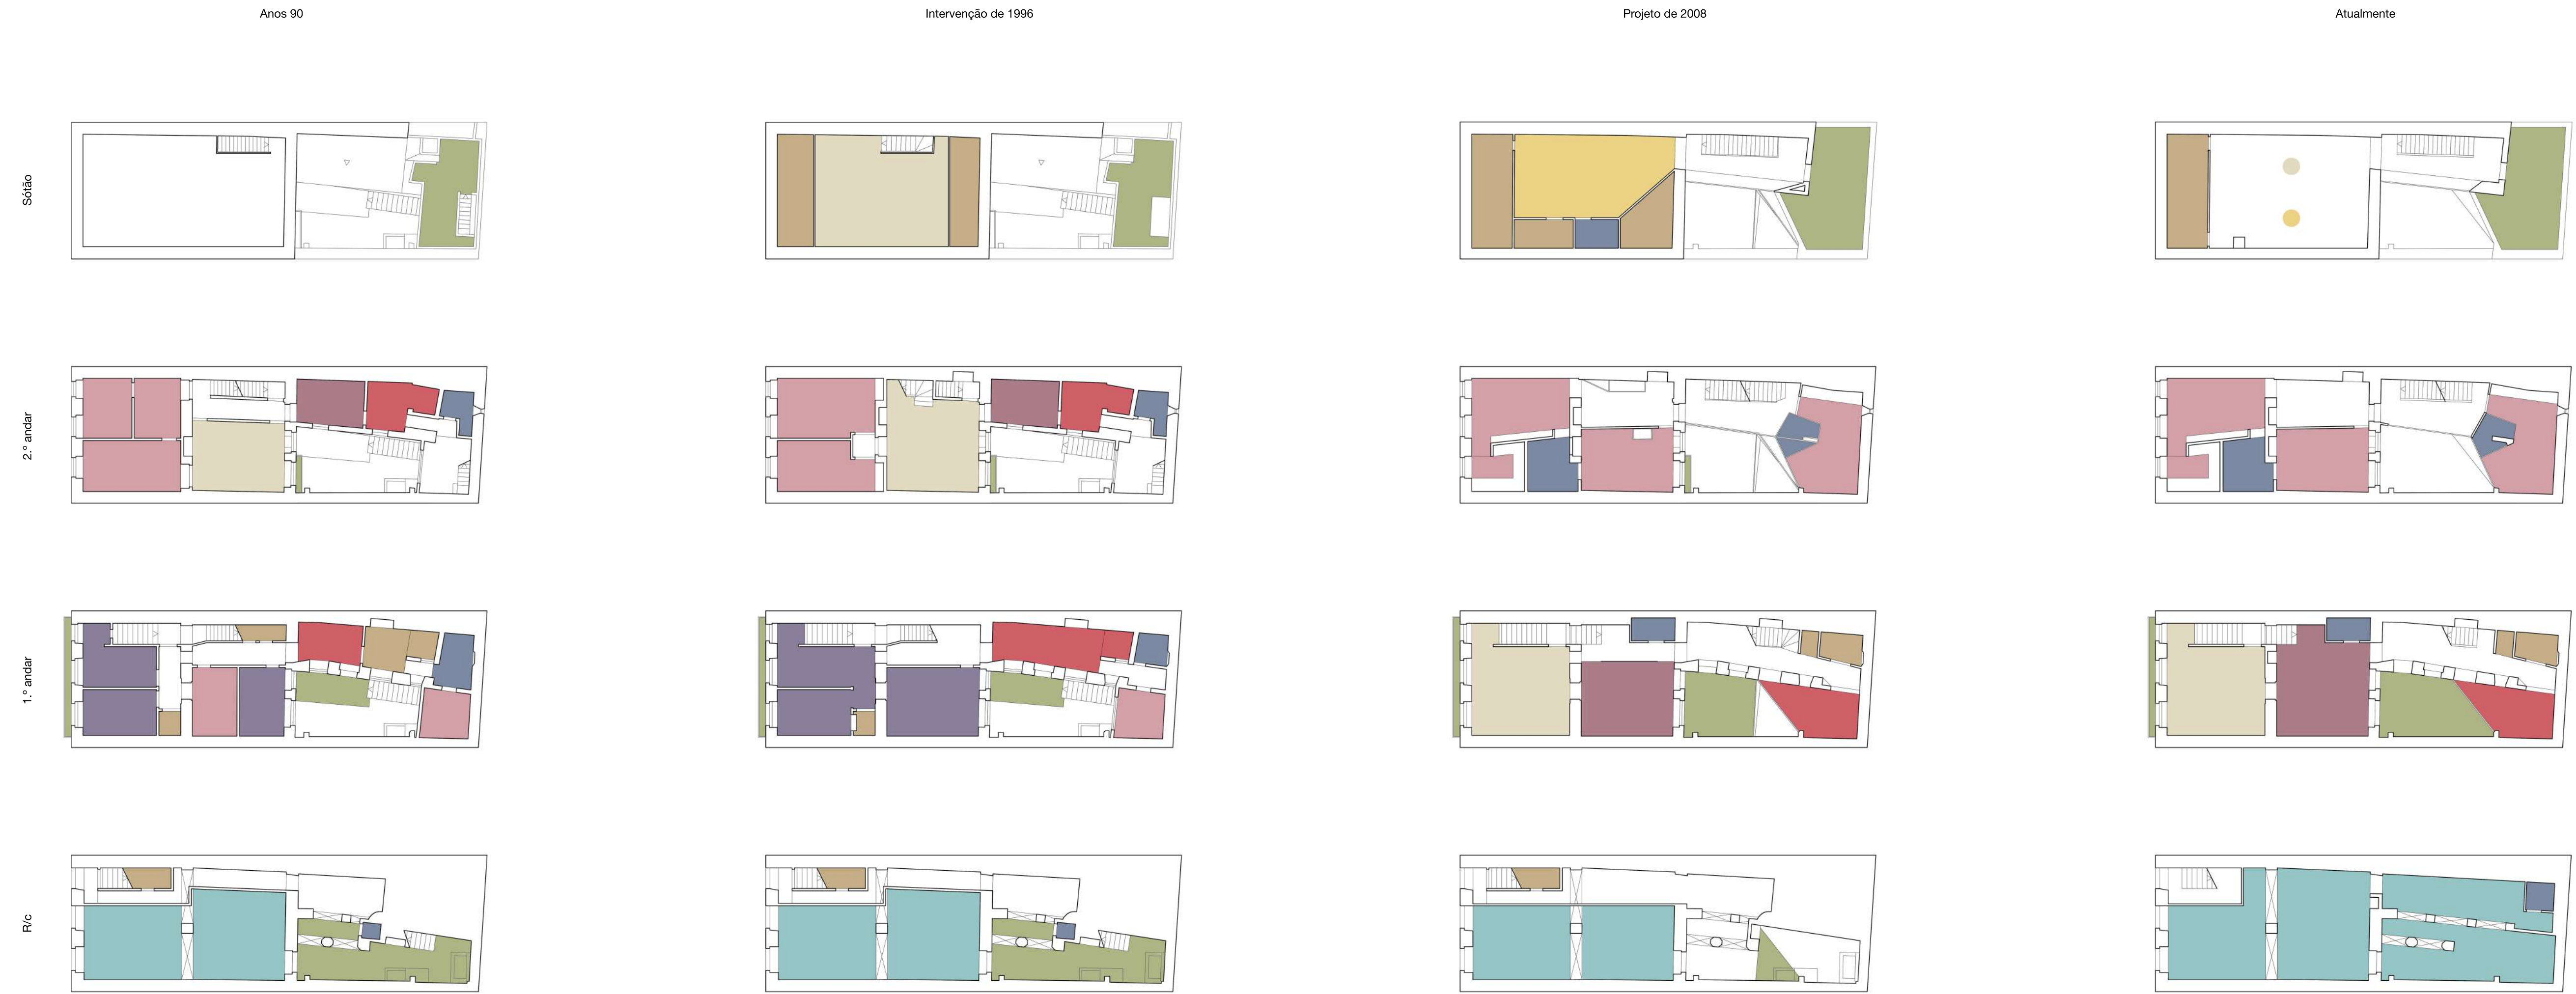 Anos 90
Intervenção de 1996
Projeto de 2008
Atualmente
Sótão
2.º andar
1.º andar
R/c